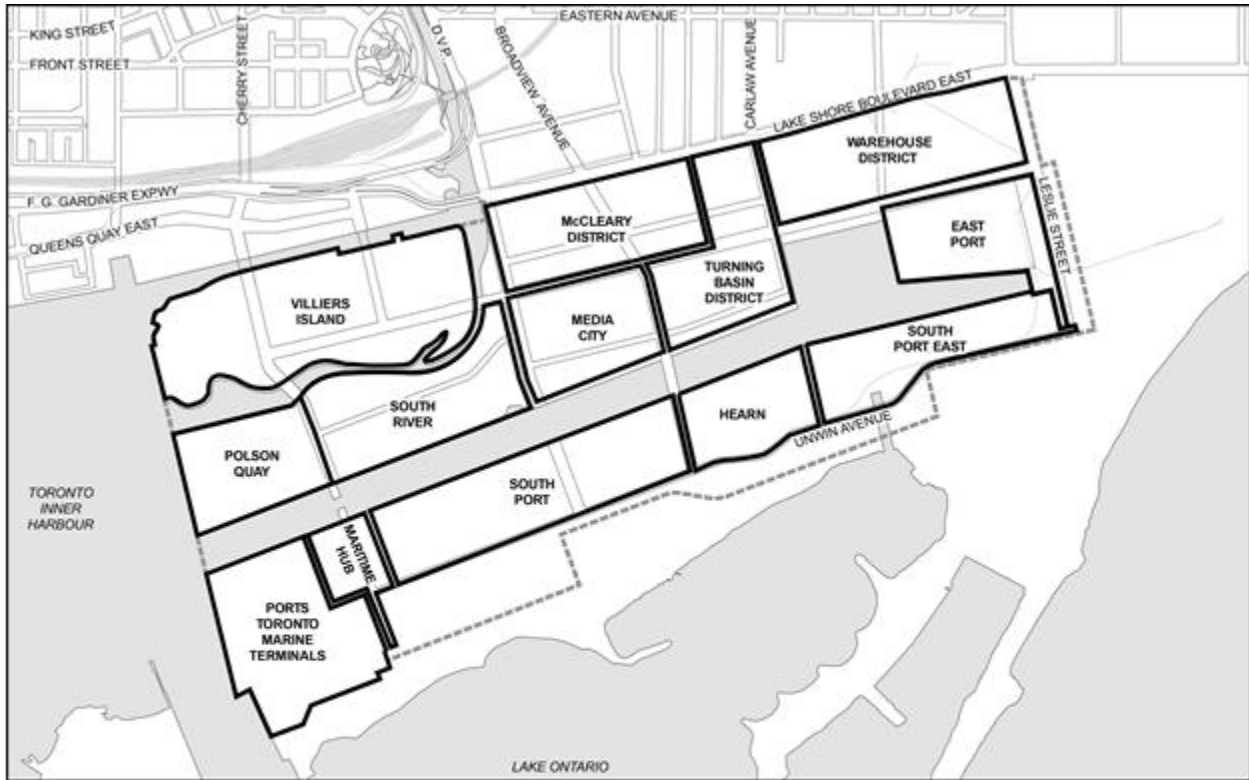 EASTERN AVENUE
KING STREET
FRONT STREET
CHERRY STREET
D.V.P.
BROADVIEW AVENUE
CARLAW AVENUE
LAKE SHORE BOULEVARD EAST
F. G. GARDINER EXPWY
QUEENS QUAY EAST
WAREHOUSE
DISTRICT
McCLEARY
DISTRICT
LESLIE STREET
EAST
PORT
VILLIERS
ISLAND
TURNING
BASIN
DISTRICT
MEDIA
CITY
SOUTH
PORT EAST
SOUTH
RIVER
HEARN
UNWIN AVENUE
POLSON
QUAY
SOUTH
PORT
TORONTO
INNER
HARBOUR
MARITIME
HUB
PORTS
TORONTO
MARINE
TERMINALS
LAKE ONTARIO